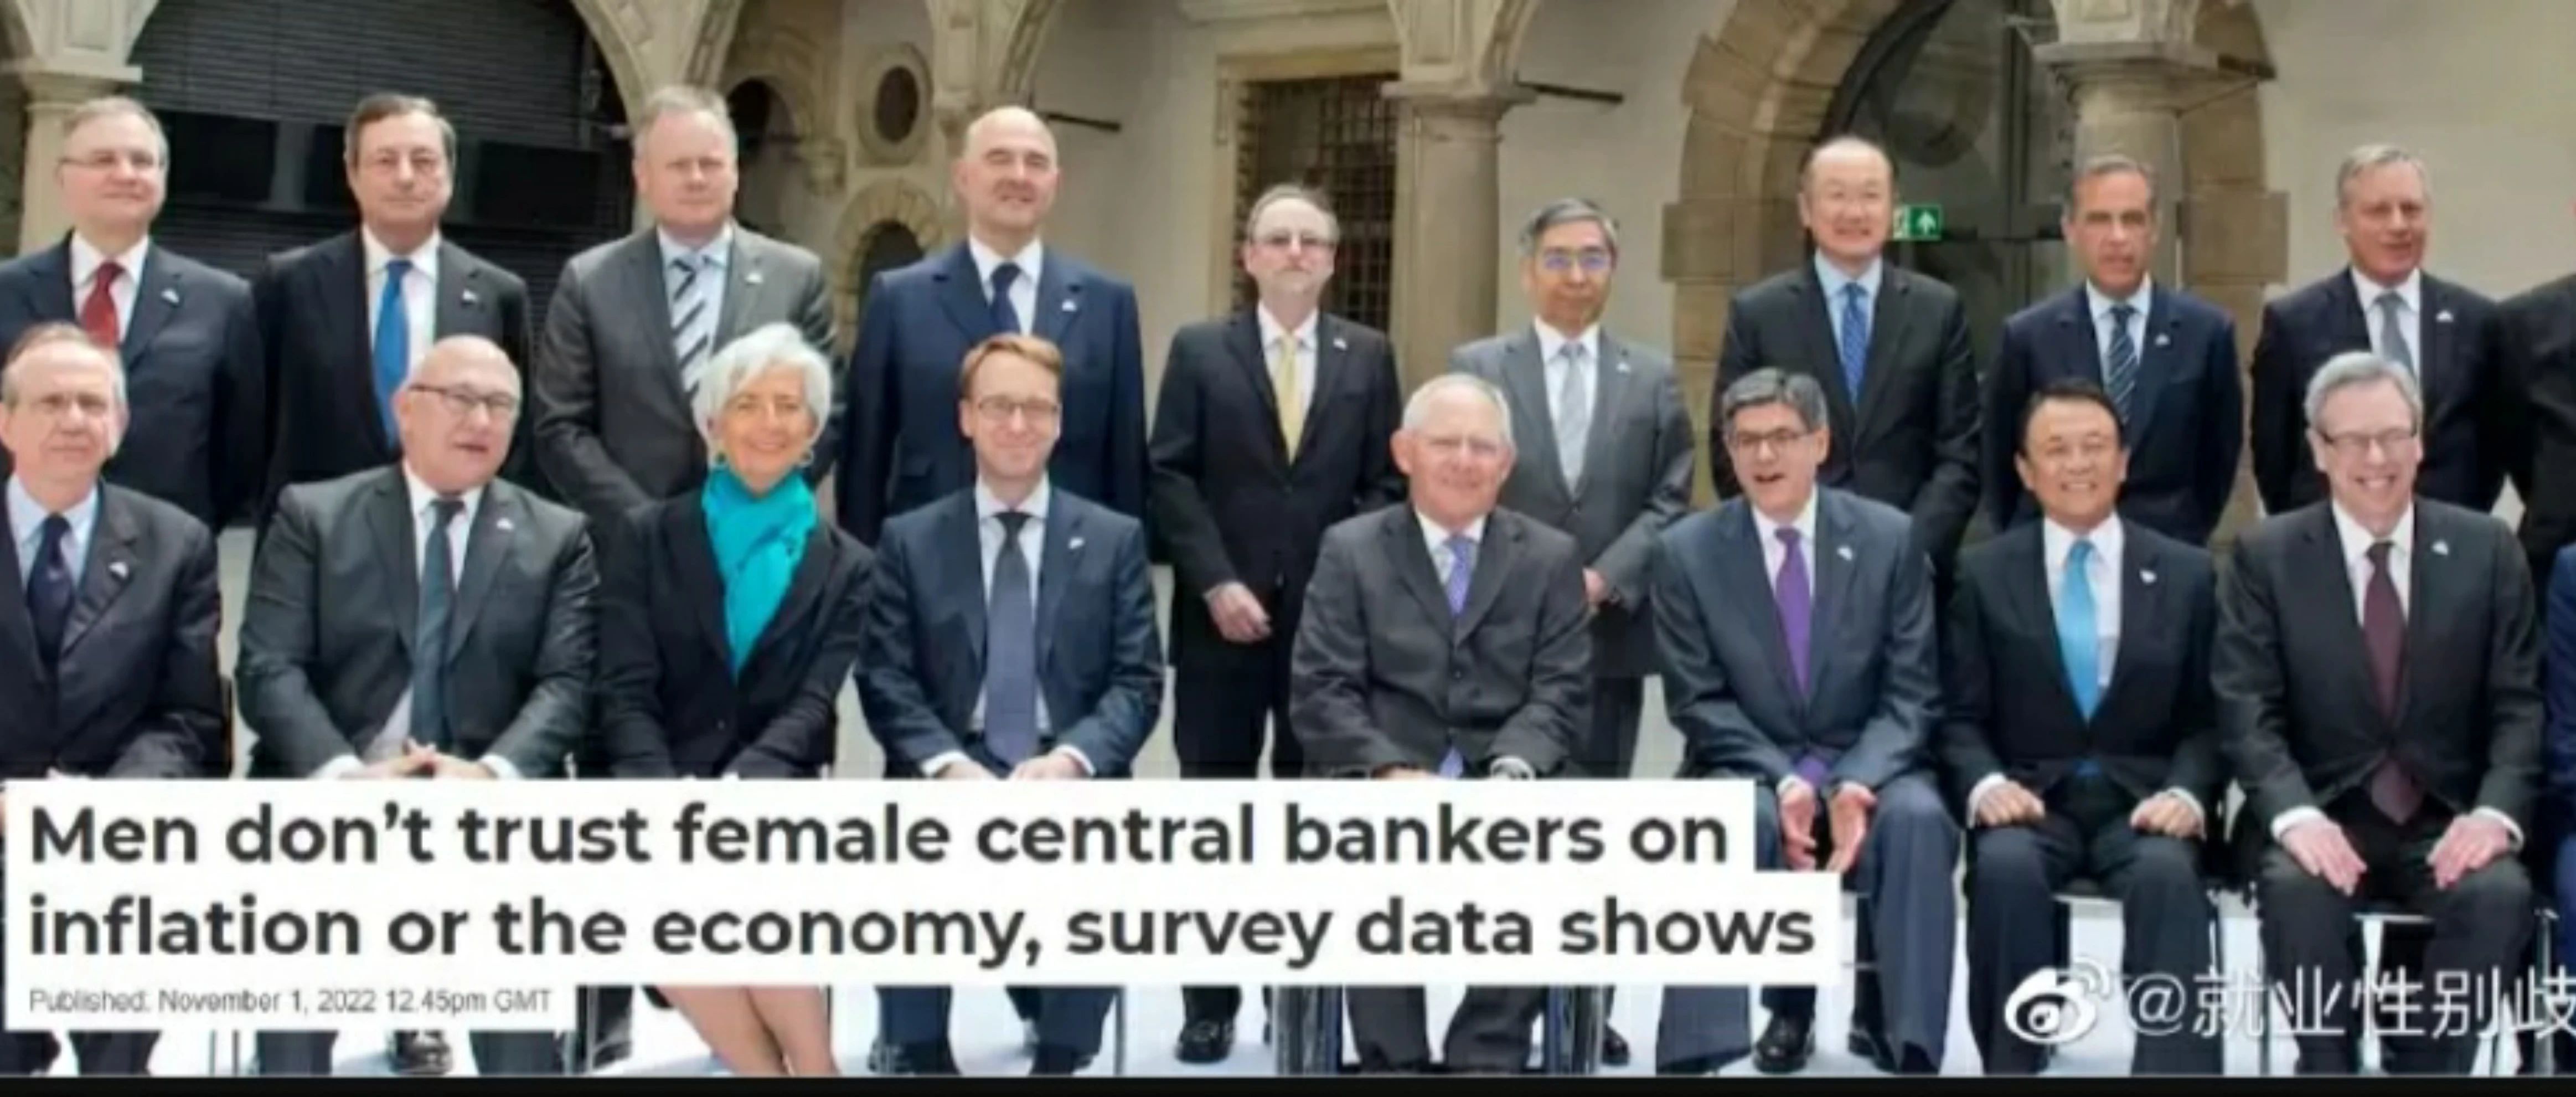 Men don't trust female central bankers on
inflation or the economy, survey data shows
Published: November 1, 2022 12.45pm GMT
@就业性别歧